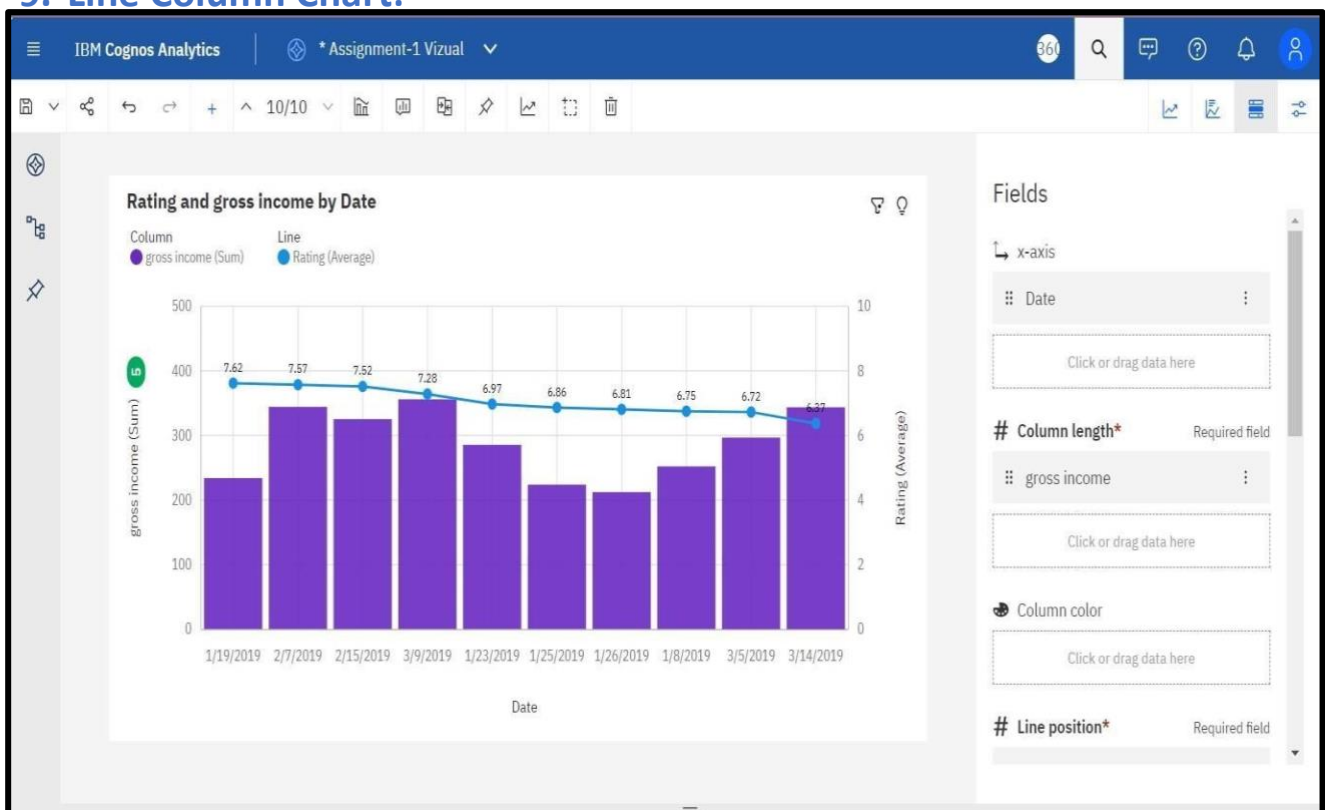 5. Line Column Chart:
IBM Cognos Analytics
* Assignment-1 Vizual
360
10/10
Rating and gross income by Date
Column
Line
gross income (Sum)
Rating (Average)
500
400
300
200
100
0
gross income (Sum)
5
7.62
7.57
7.52
7.28
6.97
6.86
6.81
6.75
6.72
6.37
10
8
6
4
2
0
Rating (Average)
1/19/2019 2/7/2019 2/15/2019 3/9/2019 1/23/2019 1/25/2019 1/26/2019 1/8/2019 3/5/2019 3/14/2019
Date
Fields
x-axis
Date
Click or drag data here
# Column length* Required field
gross income
Click or drag data here
Column color
Click or drag data here
# Line position* Required field